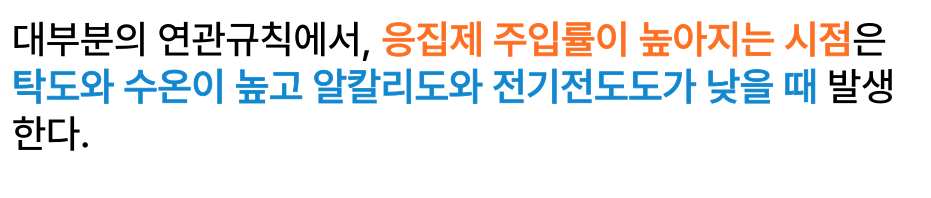 대부분의 연관규칙에서, 응집제 주입률이 높아지는 시점은
탁도와 수온이 높고 알칼리도와 전기전도도가 낮을 때 발생
한다.